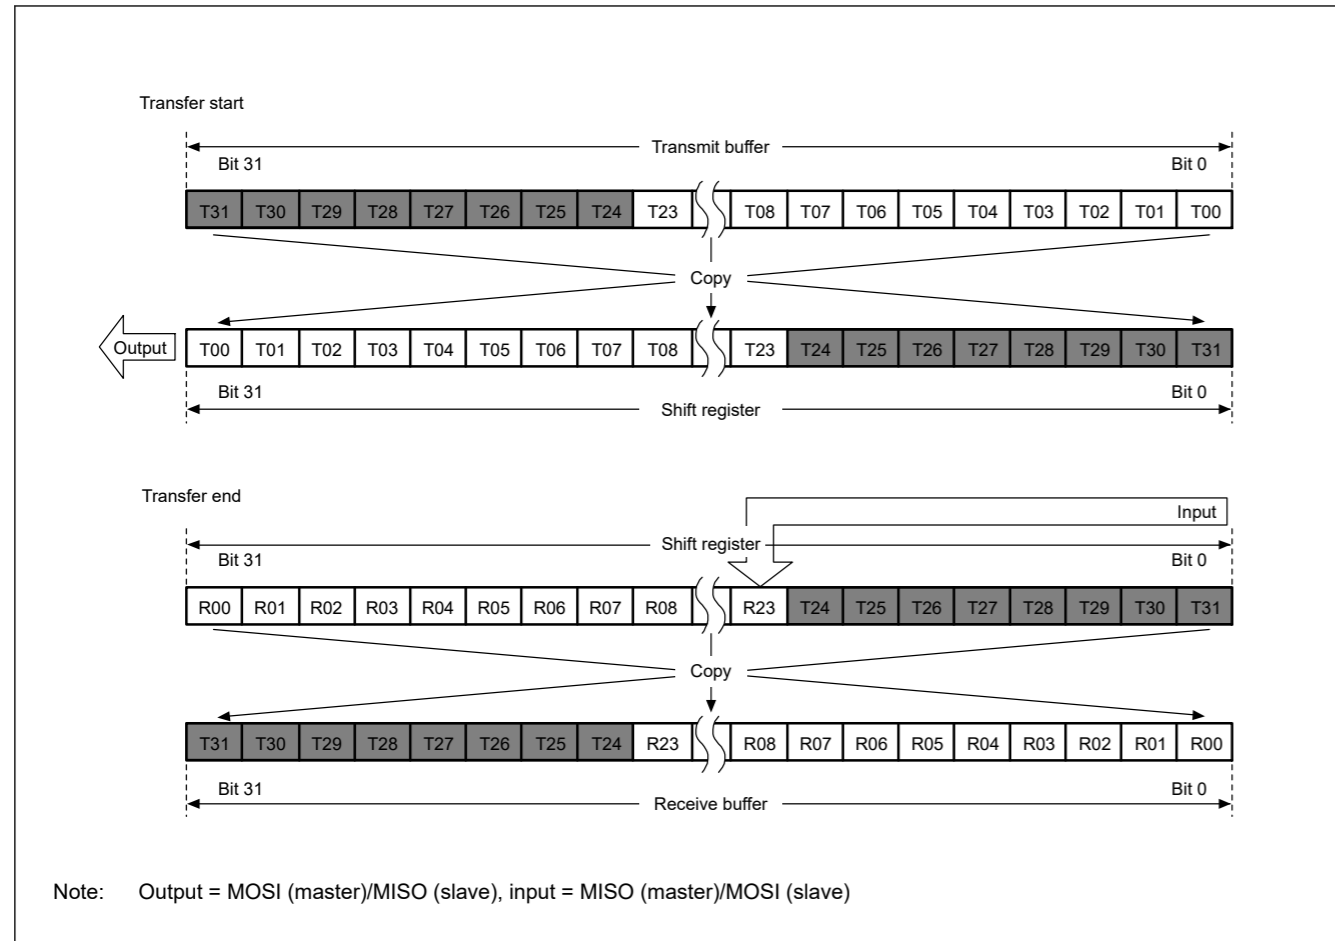 Transfer start
Transmit buffer
Bit 31 Bit 0
T31 T30 T29 T28 T27 T26 T25 T24 T23 T08 T07 T06 T05 T04 T03 T02 T01 T00
Copy
Output T00 T01 T02 T03 T04 T05 T06 T07 T08 T23 T24 T25 T26 T27 T28 T29 T30 T31
Bit 31 Bit 0
Shift register
Transfer end
Input
Shift register
Bit 31 Bit 0
R00 R01 R02 R03 R04 R05 R06 R07 R08 R23 T24 T25 T26 T27 T28 T29 T30 T31
Copy
T31 T30 T29 T28 T27 T26 T25 T24 R23 R08 R07 R06 R05 R04 R03 R02 R01 R00
Bit 31 Bit 0
Receive buffer
Note: Output = MOSI (master)/MISO (slave), input = MISO (master)/MOSI (slave)